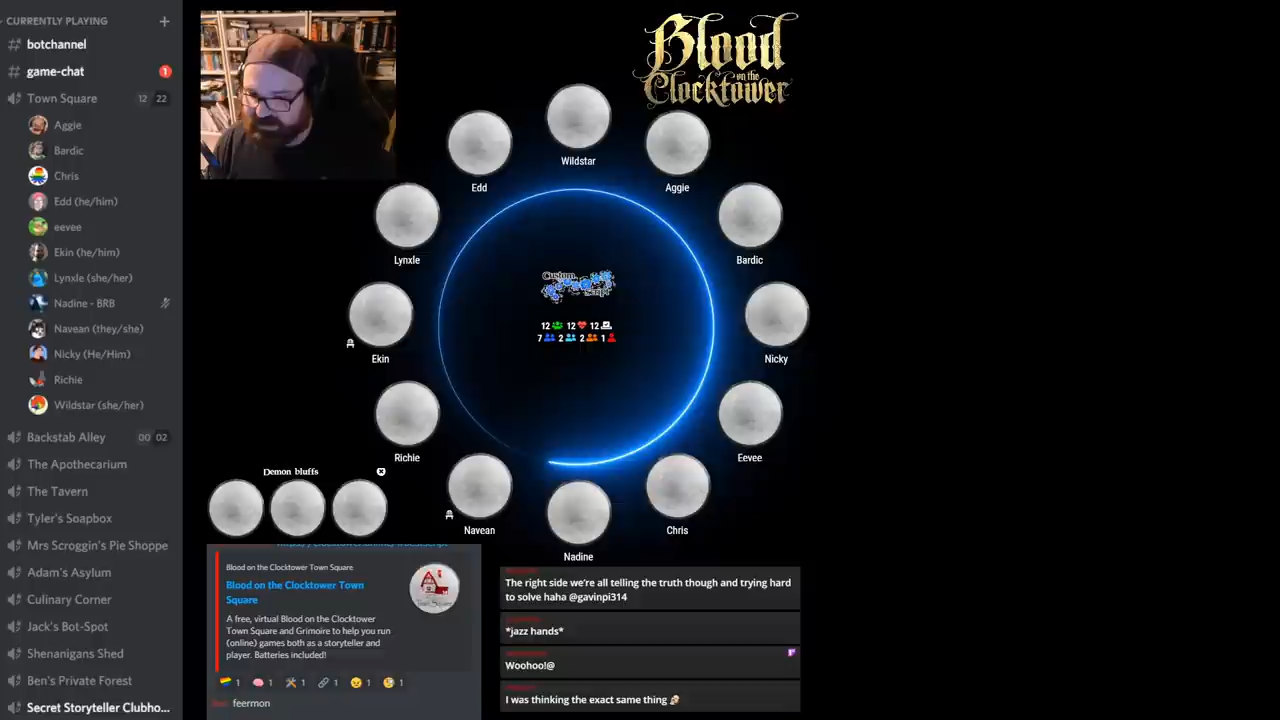 CURRENTLY PLAYING
botchannel
game-chat 1
Town Square 12 22
Aggie
Bardic
Chris
Edd (he/him)
eevee
Ekin (he/him)
Lynxle (she/her)
Nadine - BRB
Navean (they/she)
Nicky (He/Him)
Richie
Wildstar (she/her)
Backstab Alley 00 02
The Apothecarium
The Tavern
Tyler's Soapbox
Mrs Scroggin's Pie Shoppe
Adam's Asylum
Culinary Corner
Jack's Bot-Spot
Shenanigans Shed
Ben's Private Forest
Secret Storyteller Clubho...
Blood
on the
Clocktower
Wildstar
Edd
Aggie
Lynxle
Bardic
Ekin
Nicky
Richie
Eevee
Navean
Chris
Nadine
Custom
Script
12 12 12
7 2 2 1
Demon bluffs
Blood on the Clocktower Town Square
Blood on the Clocktower Town
Square
A free, virtual Blood on the Clocktower
Town Square and Grimoire to help you run
(online) games both as a storyteller and
player. Batteries included!
1 1 1 1 1 1
feermon
The right side we're all telling the truth though and trying hard
to solve haha @gavinpi314
*jazz hands*
Woohoo!@
I was thinking the exact same thing